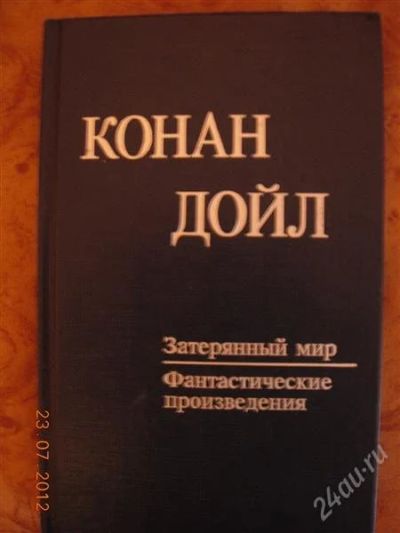 КОНАН
ДОЙЛ
Затерянный мир
Фантастические
произведения
23.07.2012
24au.ru